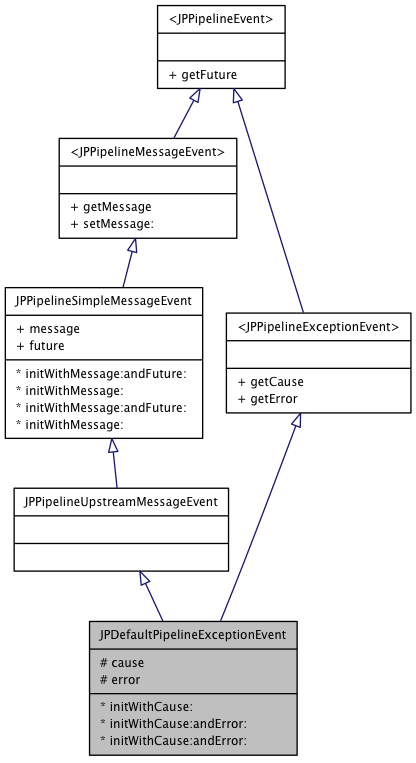 <JPPipelineEvent>
+ getFuture
<JPPipelineMessageEvent>
+ getMessage
+ setMessage:
JPPipelineSimpleMessageEvent
+ message
+ future
* initWithMessage:andFuture:
* initWithMessage:
* initWithMessage:andFuture:
* initWithMessage:
<JPPipelineExceptionEvent>
+ getCause
+ getError
JPPipelineUpstreamMessageEvent
JPDefaultPipelineExceptionEvent
# cause
# error
* initWithCause:
* initWithCause:andError:
* initWithCause:andError: